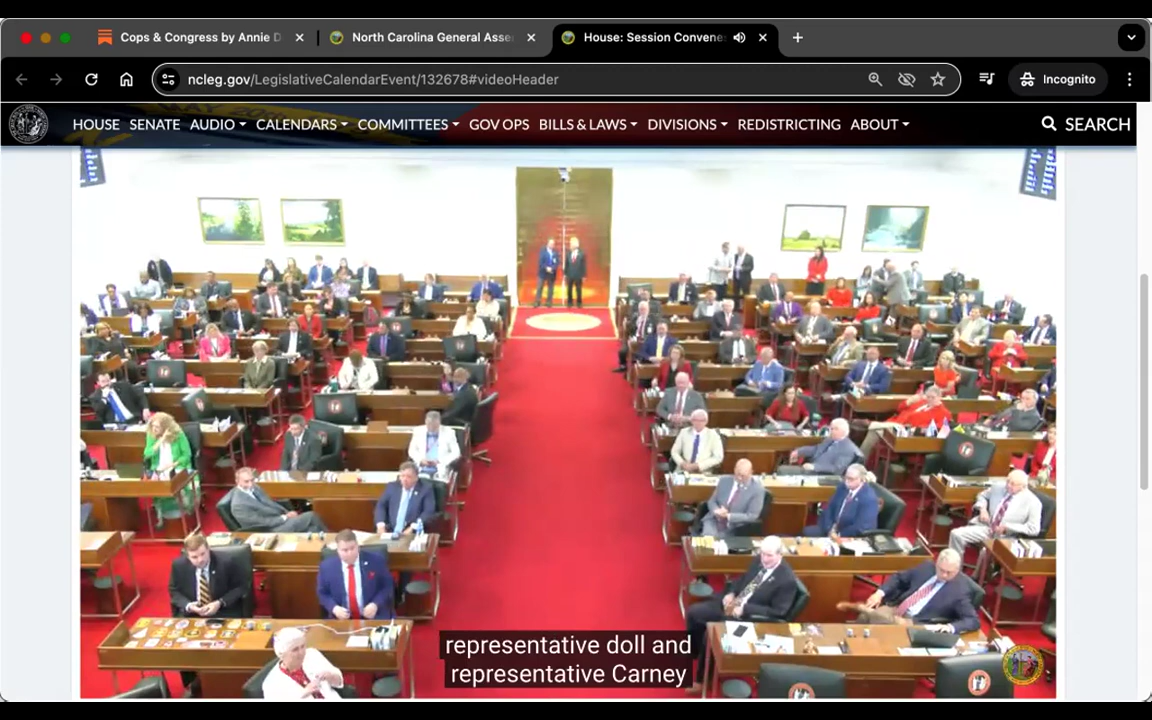 Cops & Congress by Annie D
North Carolina General Asse
House: Session Convene
ncleg.gov/LegislativeCalendarEvent/132678#videoHeader
Incognito
HOUSE SENATE AUDIO CALENDARS COMMITTEES GOV OPS BILLS & LAWS DIVISIONS REDISTRICTING ABOUT SEARCH
representative doll and
representative Carney